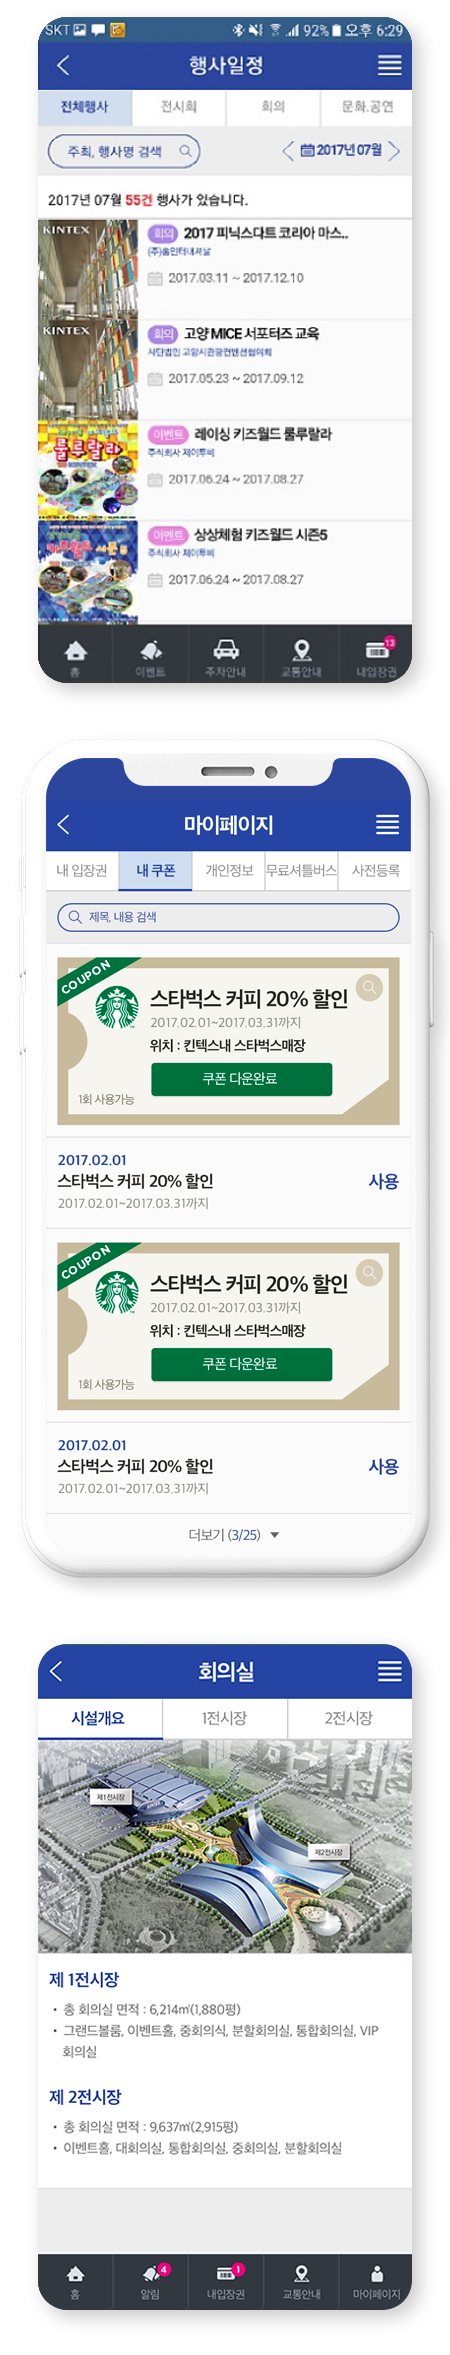 SKT 92% 오후 6:29
행사일정
전체행사 전시회 회의 문화.공연
주최, 행사명 검색 2017년 07월
2017년 07월 55건 행사가 있습니다.
KINTEX
회의 2017 피닉스다트 코리아 마스..
(주)홍인터내셔날
2017.03.11 ~ 2017.12.10
KINTEX
회의 고양 MICE 서포터즈 교육
사단법인 고양시관광컨벤션협의회
2017.05.23 ~ 2017.09.12
룰루랄라
이벤트 레이싱 키즈월드 룰루랄라
주식회사 제이투비
2017.06.24 ~ 2017.08.27
이벤트 상상체험 키즈월드 시즌5
주식회사 제이투비
2017.06.24 ~ 2017.08.27
13
홈 이벤트 주차안내 교통안내 내입장권
마이페이지
내 입장권 내 쿠폰 개인정보 무료셔틀버스 사전등록
제목, 내용 검색
COUPON
스타벅스 커피 20% 할인
2017.02.01~2017.03.31까지
위치 : 킨텍스내 스타벅스매장
쿠폰 다운완료
1회 사용가능
2017.02.01
스타벅스 커피 20% 할인 사용
2017.02.01~2017.03.31까지
COUPON
스타벅스 커피 20% 할인
2017.02.01~2017.03.31까지
위치 : 킨텍스내 스타벅스매장
쿠폰 다운완료
1회 사용가능
2017.02.01
스타벅스 커피 20% 할인 사용
2017.02.01~2017.03.31까지
더보기 (3/25)
회의실
시설개요 1전시장 2전시장
제1전시장
제2전시장
제 1전시장
• 총 회의실 면적 : 6,214㎡(1,880평)
• 그랜드볼룸, 이벤트홀, 중회의식, 분할회의실, 통합회의실, VIP
회의실
제 2전시장
• 총 회의실 면적 : 9,637㎡(2,915평)
• 이벤트홀, 대회의실, 통합회의실, 중회의실, 분할회의실
4 1
홈 알림 내입장권 교통안내 마이페이지